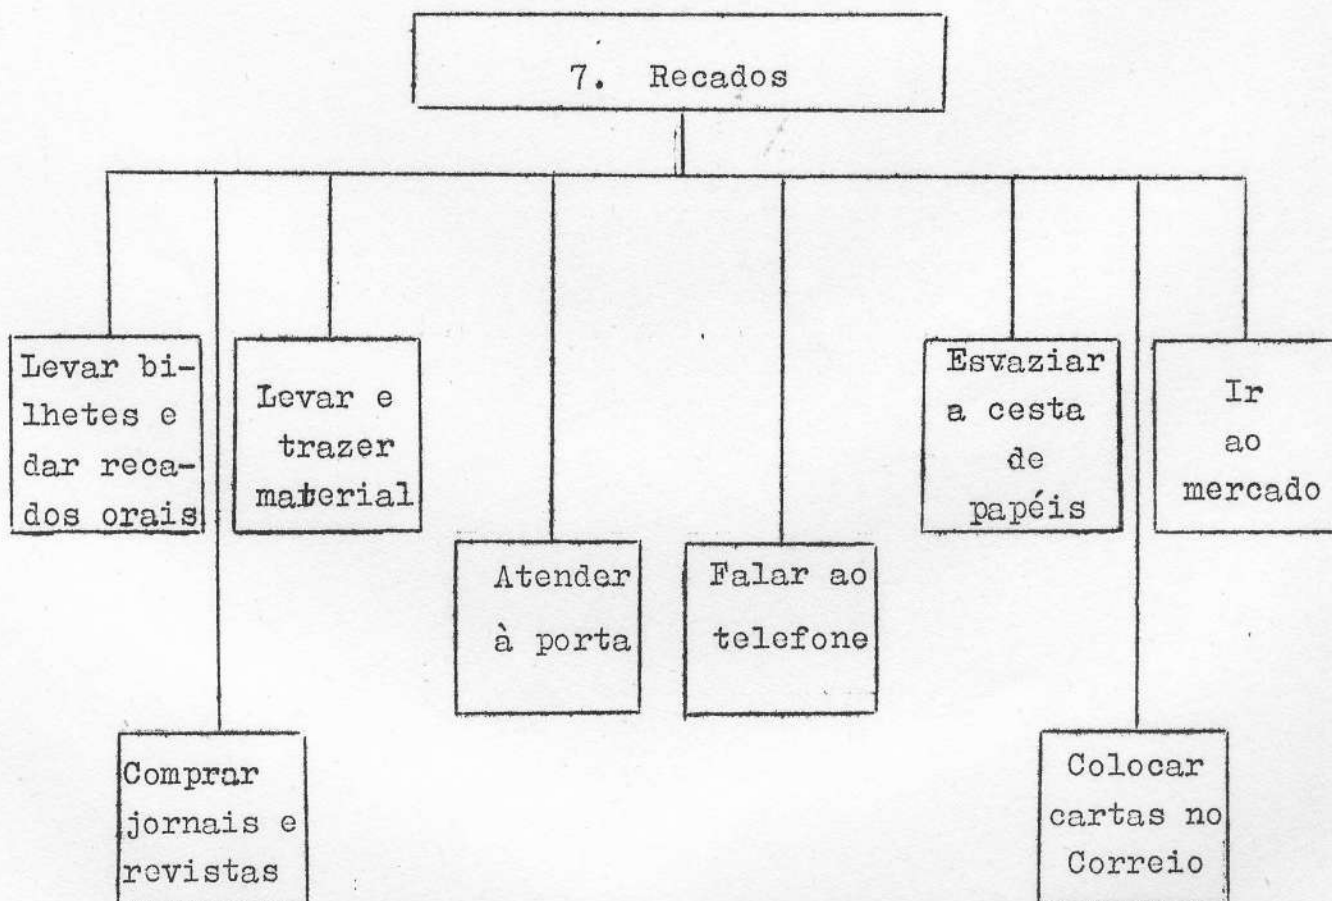 7. Recados
Levar bi-
lhetes e
dar reca-
dos orais
Levar e
trazer
material
Esvaziar
a cesta
de
papéis
Ir
ao
mercado
Atender
à porta
Falar ao
telefone
Comprar
jornais e
revistas
Colocar
cartas no
Correio